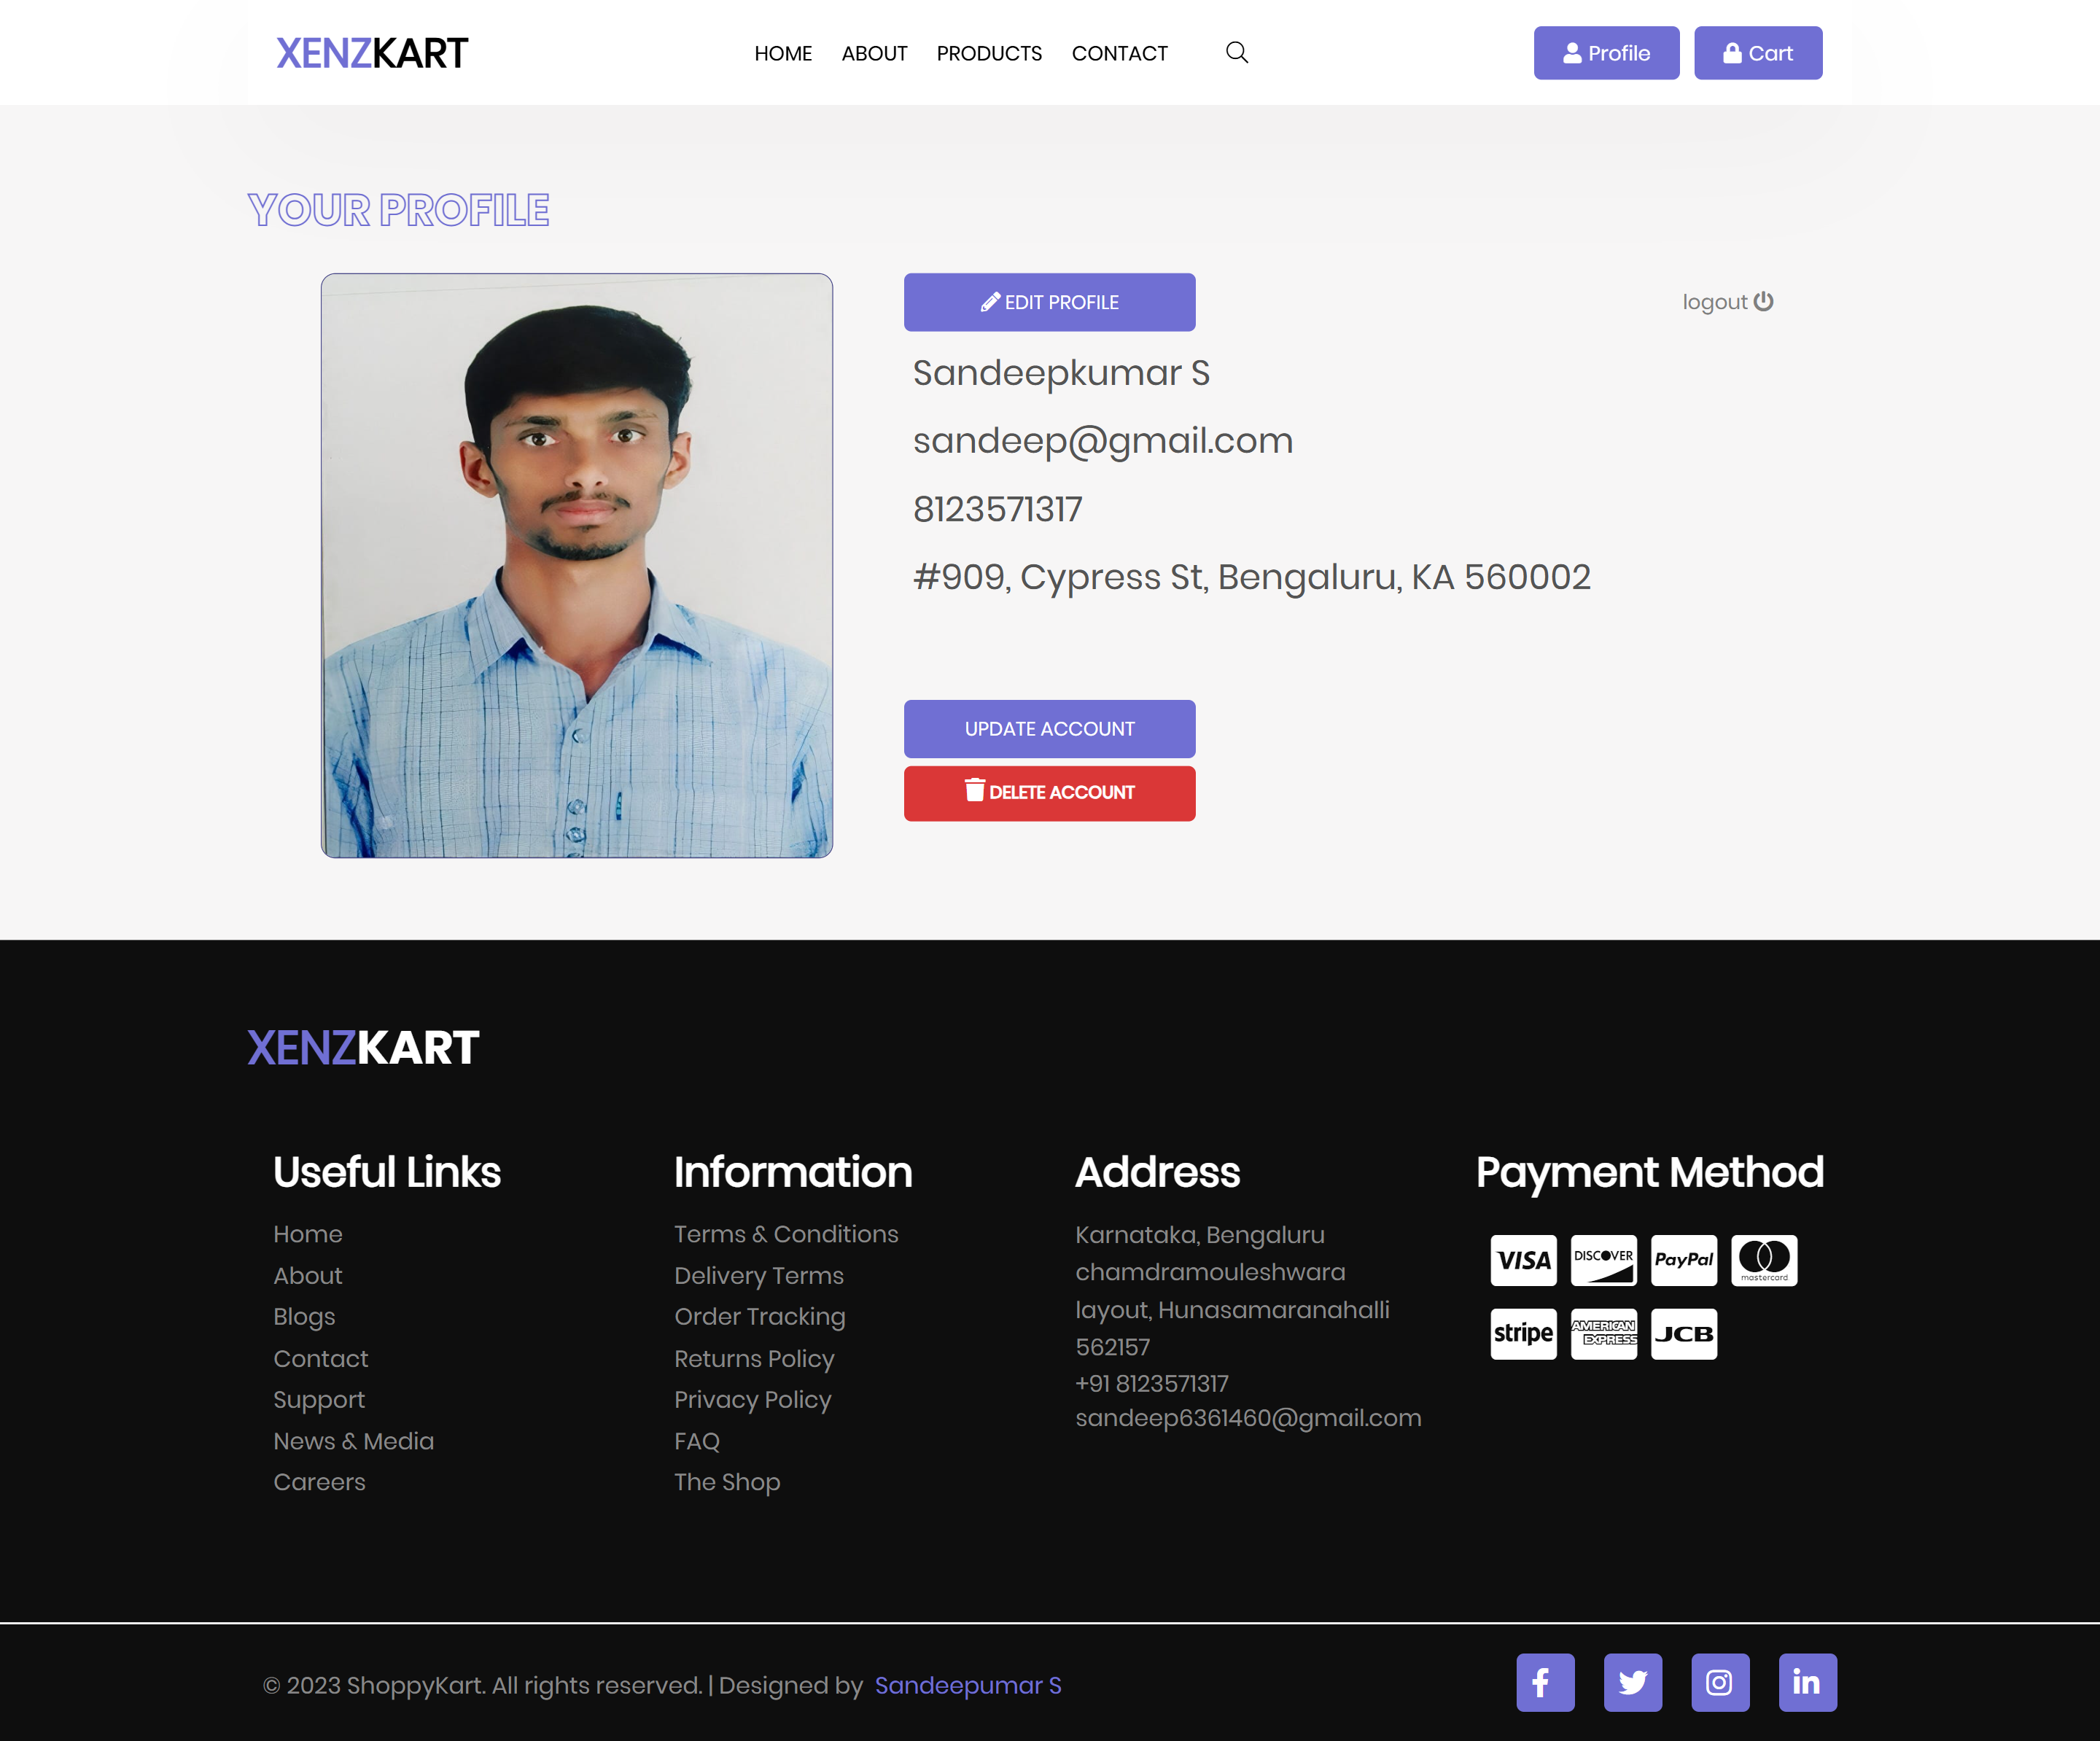 XENZKART
HOME ABOUT PRODUCTS CONTACT
Profile
Cart
YOUR PROFILE
EDIT PROFILE
logout
Sandeepkumar S
sandeep@gmail.com
8123571317
#909, Cypress St, Bengaluru, KA 560002
UPDATE ACCOUNT
DELETE ACCOUNT
XENZKART
Useful Links
Home
About
Blogs
Contact
Support
News & Media
Careers
Information
Terms & Conditions
Delivery Terms
Order Tracking
Returns Policy
Privacy Policy
FAQ
The Shop
Address
Karnataka, Bengaluru
chamdramouleshwara
layout, Hunasamaranahalli
562157
+91 8123571317
sandeep6361460@gmail.com
Payment Method
VISA
DISCOVER
PayPal
mastercard
stripe
AMERICAN
EXPRESS
JCB
© 2023 ShoppyKart. All rights reserved. | Designed by Sandeepumar S